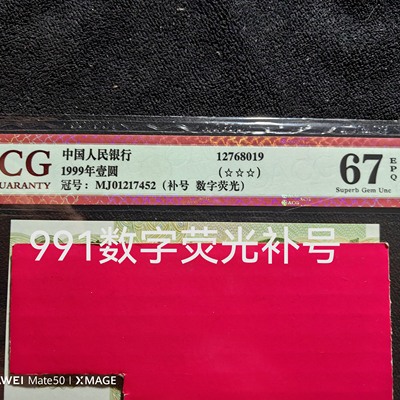 CG
UARANTY
中国人民银行
1999年壹圆
冠号：MJ01217452（补号 数字荧光）
12768019
(☆☆☆)
67
EPQ
Superb Gem Unc
ACG
991数字荧光补号
WEI Mate50 | XMAGE